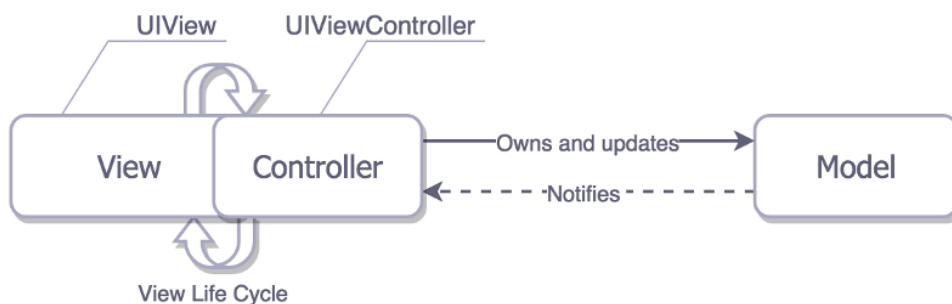 UIView
UIViewController
View
Controller
Owns and updates
Notifies
Model
View Life Cycle